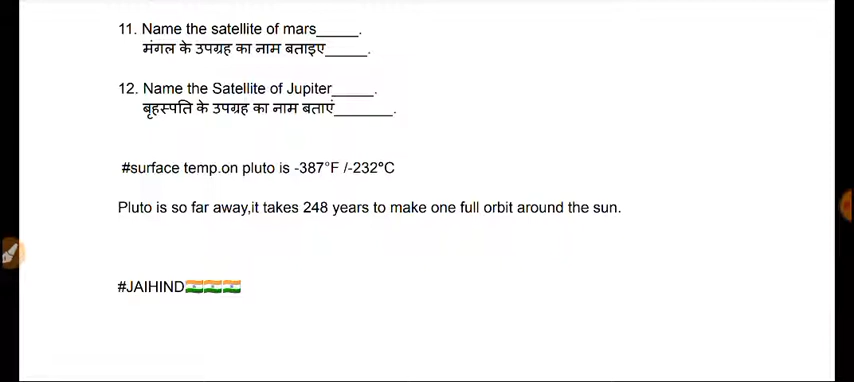 11. Name the satellite of mars_____.
मंगल के उपग्रह का नाम बताइए_____.
12. Name the Satellite of Jupiter_____.
बृहस्पति के उपग्रह का नाम बताएं_______.
#surface temp.on pluto is -387°F /-232°C
Pluto is so far away,it takes 248 years to make one full orbit around the sun.
#JAIHIND🇮🇳🇮🇳🇮🇳